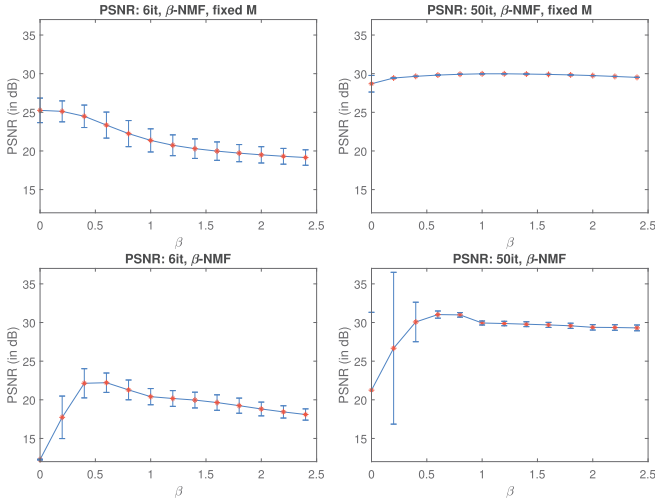 PSNR: 6it, β-NMF, fixed M
PSNR (in dB)
35
30
25
20
15
0 0.5 1 1.5 2 2.5
β
PSNR: 50it, β-NMF, fixed M
PSNR (in dB)
35
30
25
20
15
0 0.5 1 1.5 2 2.5
β
PSNR: 6it, β-NMF
PSNR (in dB)
35
30
25
20
15
0 0.5 1 1.5 2 2.5
β
PSNR: 50it, β-NMF
PSNR (in dB)
35
30
25
20
15
0 0.5 1 1.5 2 2.5
β